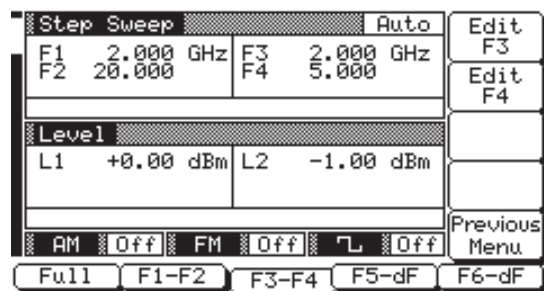 Step Sweep Auto
Edit F3
F1 2.000 GHz F3 2.000 GHz
F2 20.000 F4 5.000
Edit F4
Level
L1 +0.00 dBm L2 -1.00 dBm
Previous Menu
AM Off FM Off Off
Full F1-F2 F3-F4 F5-dF F6-dF